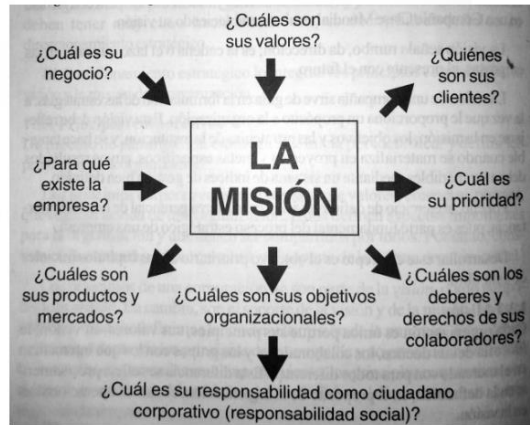 ¿Cuáles son
sus valores?
¿Cuál es su
negocio?
¿Quiénes
son sus
clientes?
¿Para qué
existe la
empresa?
LA
MISIÓN
¿Cuál es
su prioridad?
¿Cuáles son
sus productos y
mercados?
¿Cuáles son sus objetivos
organizacionales?
¿Cuáles son los
deberes y
derechos de sus
colaboradores?
¿Cuál es su responsabilidad como ciudadano
corporativo (responsabilidad social)?